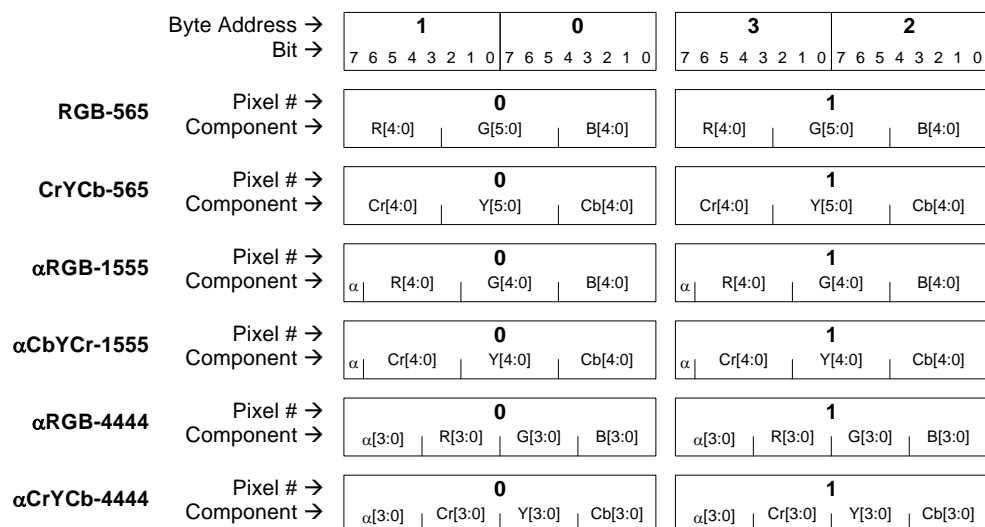 Byte Address → 1 0 3 2
Bit → 7 6 5 4 3 2 1 0 7 6 5 4 3 2 1 0 7 6 5 4 3 2 1 0 7 6 5 4 3 2 1 0
RGB-565 Pixel # → 0 1
Component → R[4:0] G[5:0] B[4:0] R[4:0] G[5:0] B[4:0]
CrYCb-565 Pixel # → 0 1
Component → Cr[4:0] Y[5:0] Cb[4:0] Cr[4:0] Y[5:0] Cb[4:0]
αRGB-1555 Pixel # → 0 1
Component → α R[4:0] G[4:0] B[4:0] α R[4:0] G[4:0] B[4:0]
αCbYCr-1555 Pixel # → 0 1
Component → α Cr[4:0] Y[4:0] Cb[4:0] α Cr[4:0] Y[4:0] Cb[4:0]
αRGB-4444 Pixel # → 0 1
Component → α[3:0] R[3:0] G[3:0] B[3:0] α[3:0] R[3:0] G[3:0] B[3:0]
αCrYCb-4444 Pixel # → 0 1
Component → α[3:0] Cr[3:0] Y[3:0] Cb[3:0] α[3:0] Cr[3:0] Y[3:0] Cb[3:0]